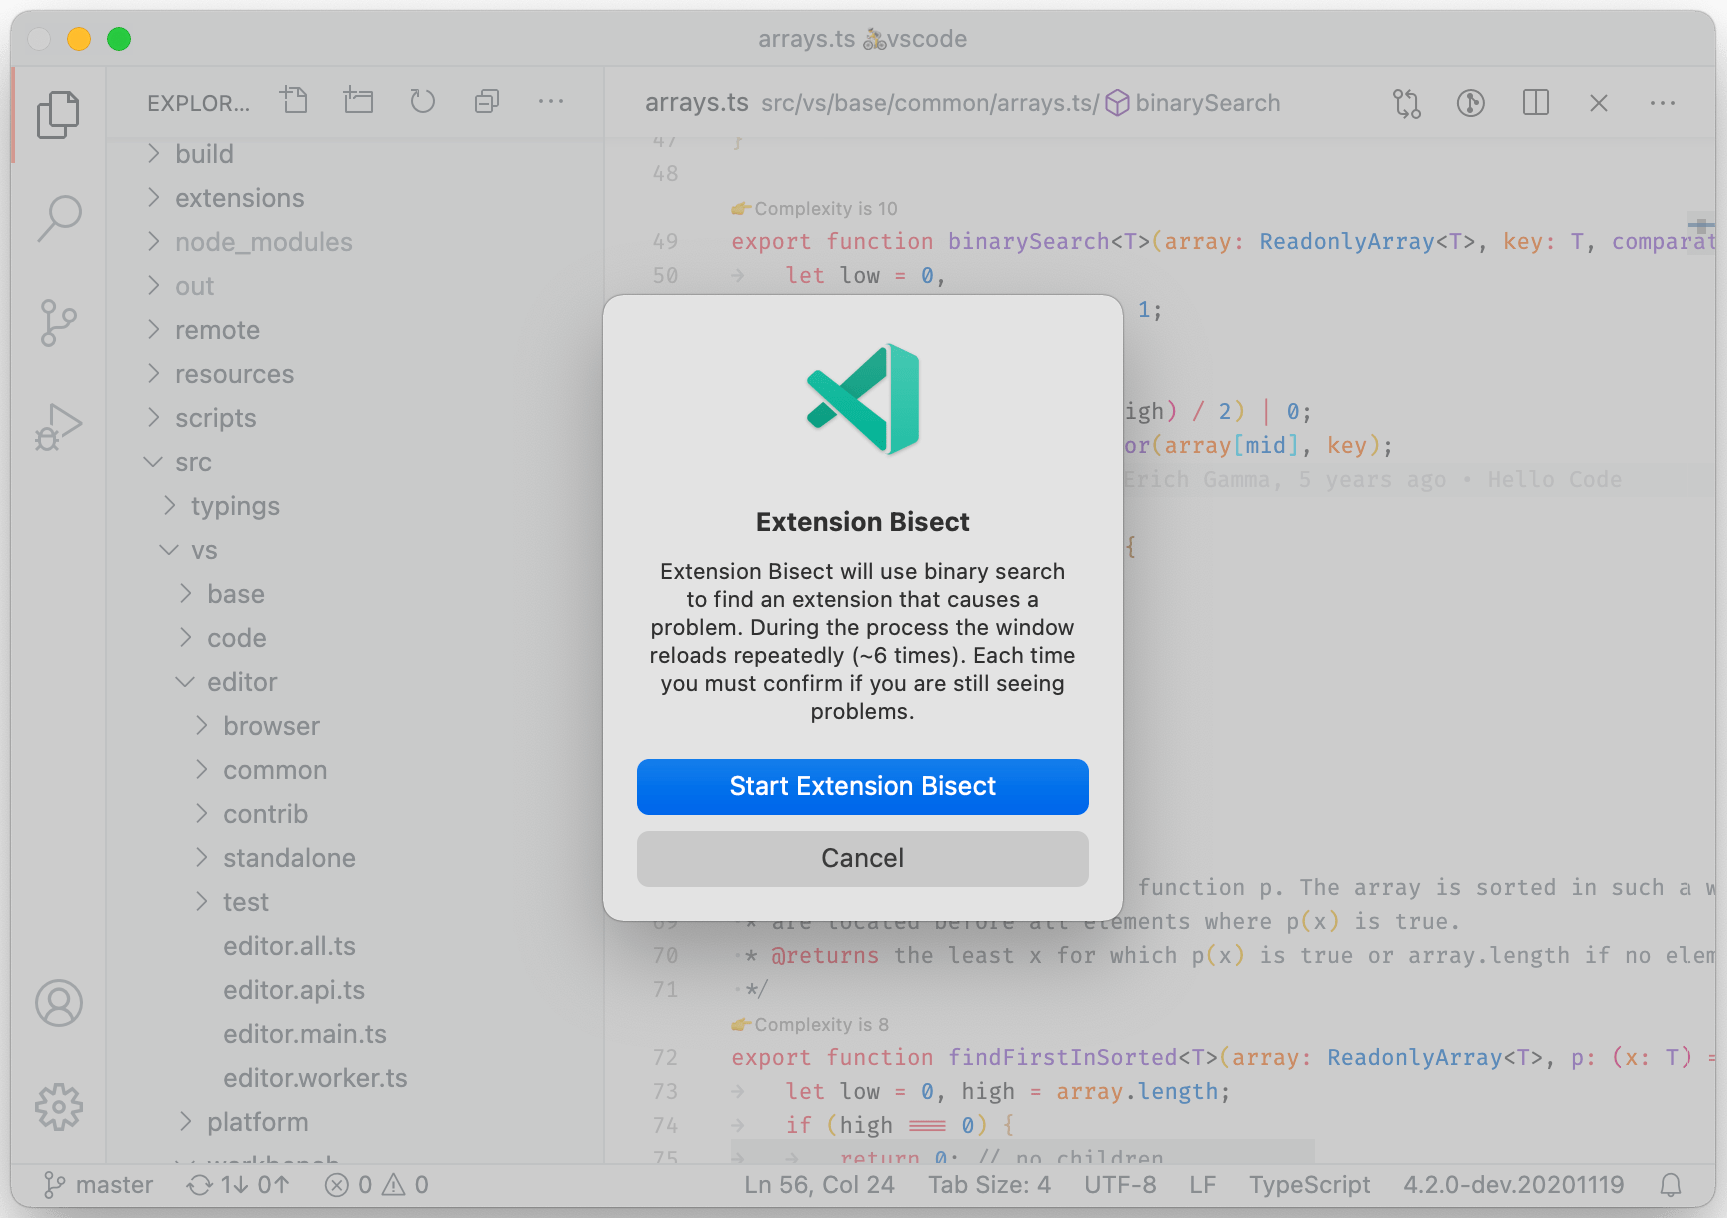 arrays.ts vscode
EXPLOR...
build
extensions
node_modules
out
remote
resources
scripts
src
typings
vs
base
code
editor
browser
common
contrib
standalone
test
editor.all.ts
editor.api.ts
editor.main.ts
editor.worker.ts
platform
workbench
arrays.ts src/vs/base/common/arrays.ts/ binarySearch
47 }
48
Complexity is 10
49 export function binarySearch<T>(array: ReadonlyArray<T>, key: T, comparat
50 let low = 0,
1;
igh) / 2) | 0;
or(array[mid], key);
Erich Gamma, 5 years ago • Hello Code
{
function p. The array is sorted in such a w
69 * are located before all elements where p(x) is true.
70 * @returns the least x for which p(x) is true or array.length if no elem
71 */
Complexity is 8
72 export function findFirstInSorted<T>(array: ReadonlyArray<T>, p: (x: T) =
73 let low = 0, high = array.length;
74 if (high === 0) {
75 return 0; // no children
Extension Bisect
Extension Bisect will use binary search
to find an extension that causes a
problem. During the process the window
reloads repeatedly (~6 times). Each time
you must confirm if you are still seeing
problems.
Start Extension Bisect
Cancel
master 1↓ 0↑ 0 0 Ln 56, Col 24 Tab Size: 4 UTF-8 LF TypeScript 4.2.0-dev.20201119